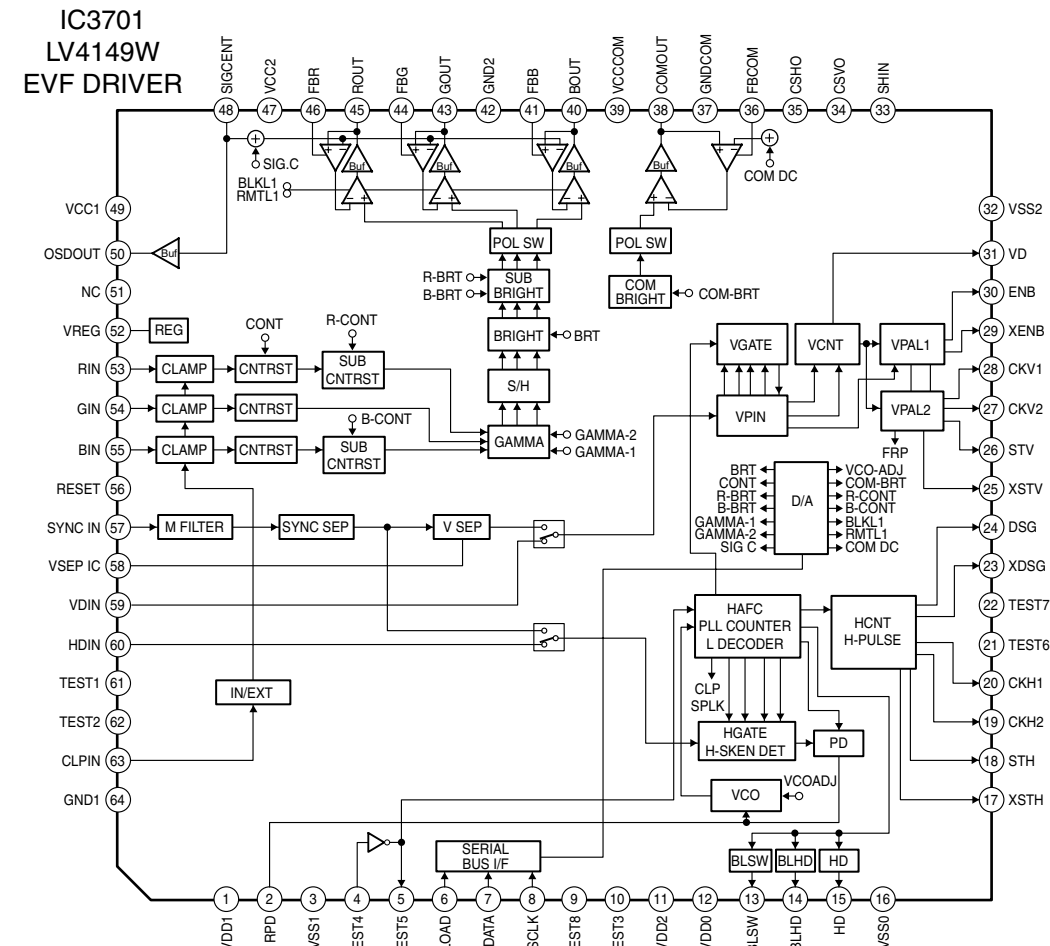 IC3701
LV4149W
EVF DRIVER
SIGCENT
VCC2
FBR
ROUT
FBG
GOUT
GND2
FBB
BOUT
VCCCOM
COMOUT
GNDCOM
FBCOM
CSHO
CSVO
SHIN
48 47 46 45 44 43 42 41 40 39 38 37 36 35 34 33
+ + − + − + − + − +
SIG.C
Buf Buf Buf Buf
COM DC
BLKL1
RMTL1
− + − + − + − +
VCC1 49
32 VSS2
POL SW POL SW
OSDOUT 50 Buf
31 VD
R-BRT
B-BRT
SUB
BRIGHT
COM
BRIGHT
COM-BRT
NC 51
30 ENB
VREG 52 REG
CONT
R-CONT
BRIGHT BRT
VGATE VCNT VPAL1
29 XENB
RIN 53 CLAMP CNTRST
SUB
CNTRST
S/H
28 CKV1
GIN 54 CLAMP CNTRST
B-CONT
VPIN VPAL2
27 CKV2
BIN 55 CLAMP CNTRST
SUB
CNTRST
GAMMA
GAMMA-2
GAMMA-1
FRP
26 STV
RESET 56
25 XSTV
BRT
CONT
R-BRT
B-BRT
GAMMA-1
GAMMA-2
SIG C
D/A
VCO-ADJ
COM-BRT
R-CONT
B-CONT
BLKL1
RMTL1
COM DC
SYNC IN 57 M FILTER SYNC SEP V SEP
24 DSG
VSEP IC 58
23 XDSG
VDIN 59
22 TEST7
HAFC
PLL COUNTER
L DECODER
HCNT
H-PULSE
HDIN 60
21 TEST6
TEST1 61
IN/EXT
CLP
SPLK
20 CKH1
TEST2 62
19 CKH2
HGATE
H-SKEN DET
PD
CLPIN 63
18 STH
VCO VCOADJ
GND1 64
17 XSTH
SERIAL
BUS I/F
BLSW BLHD HD
1 2 3 4 5 6 7 8 9 10 11 12 13 14 15 16
RPD
HD